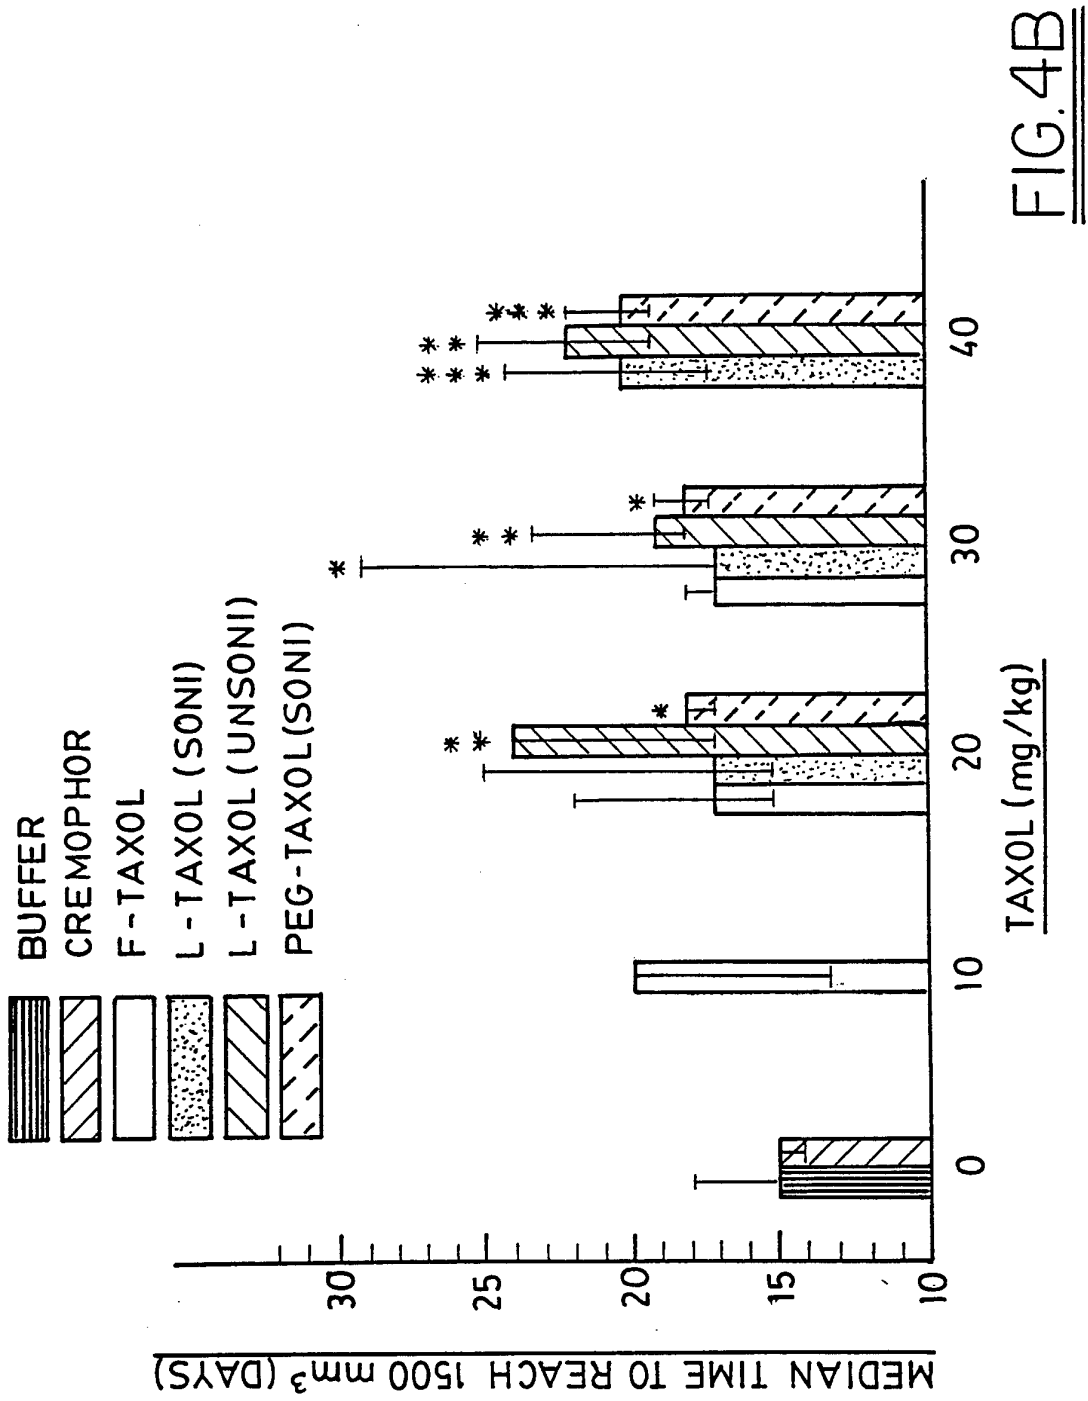 BUFFER
CREMOPHOR
F-TAXOL
L-TAXOL (SONI)
L-TAXOL (UNSONI)
PEG-TAXOL (SONI)
MEDIAN TIME TO REACH 1500 mm³ (DAYS)
30
25
20
15
10
* *
*
*
* *
*
* * *
* *
* * *
0
10
20
30
40
TAXOL (mg/kg)
FIG. 4B